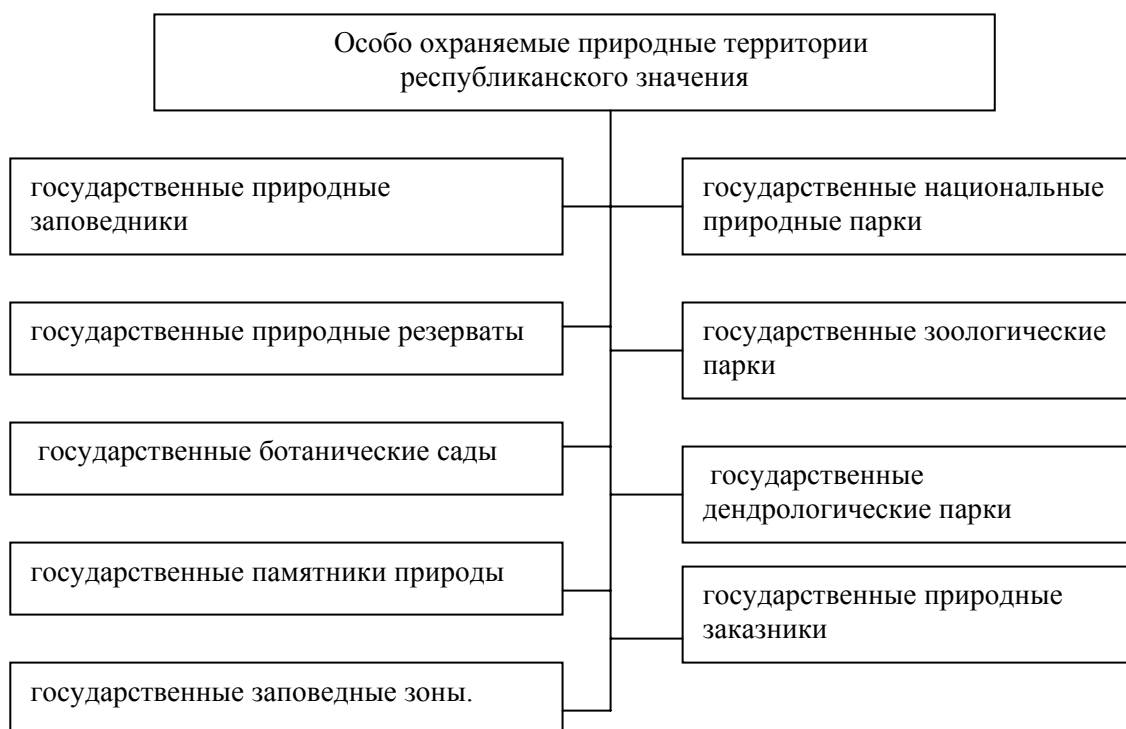 Особо охраняемые природные территории
республиканского значения
государственные природные
заповедники
государственные национальные
природные парки
государственные природные резерваты
государственные зоологические
парки
государственные ботанические сады
государственные
дендрологические парки
государственные памятники природы
государственные природные
заказники
государственные заповедные зоны.